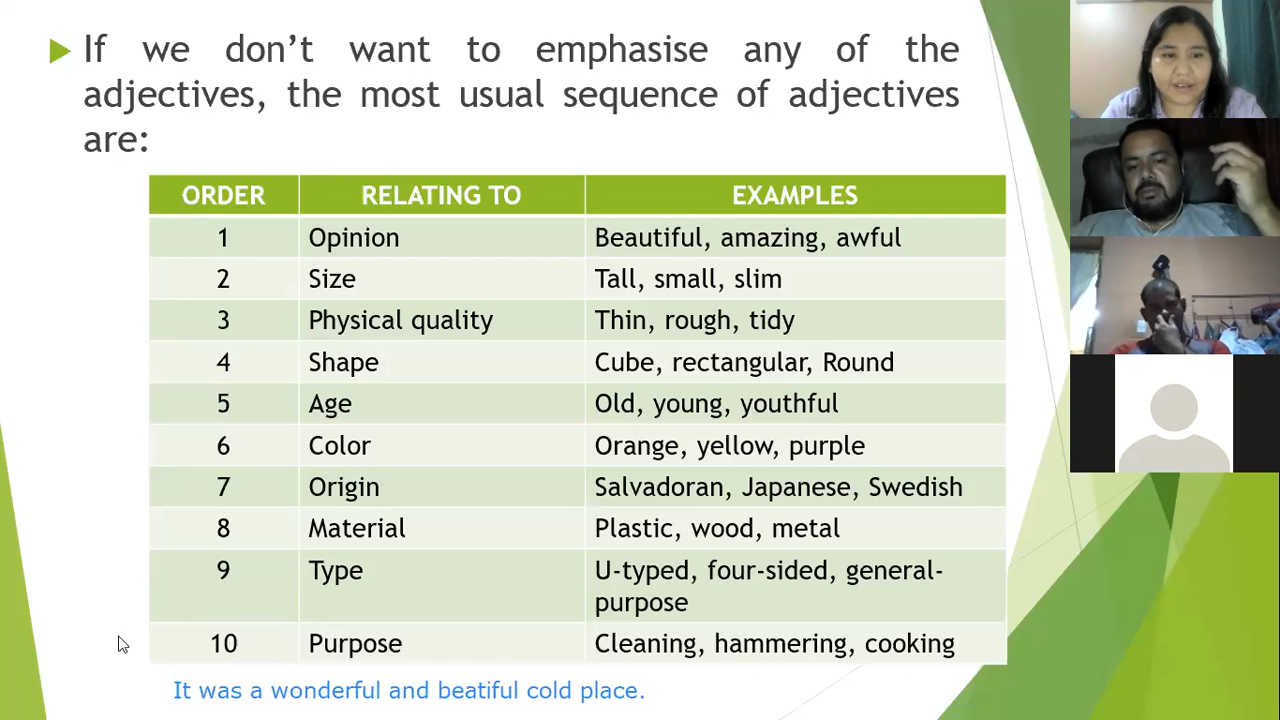 If we don't want to emphasise any of the
adjectives, the most usual sequence of adjectives
are:
ORDER RELATING TO EXAMPLES
1 Opinion Beautiful, amazing, awful
2 Size Tall, small, slim
3 Physical quality Thin, rough, tidy
4 Shape Cube, rectangular, Round
5 Age Old, young, youthful
6 Color Orange, yellow, purple
7 Origin Salvadoran, Japanese, Swedish
8 Material Plastic, wood, metal
9 Type U-typed, four-sided, general-
purpose
10 Purpose Cleaning, hammering, cooking
It was a wonderful and beatiful cold place.